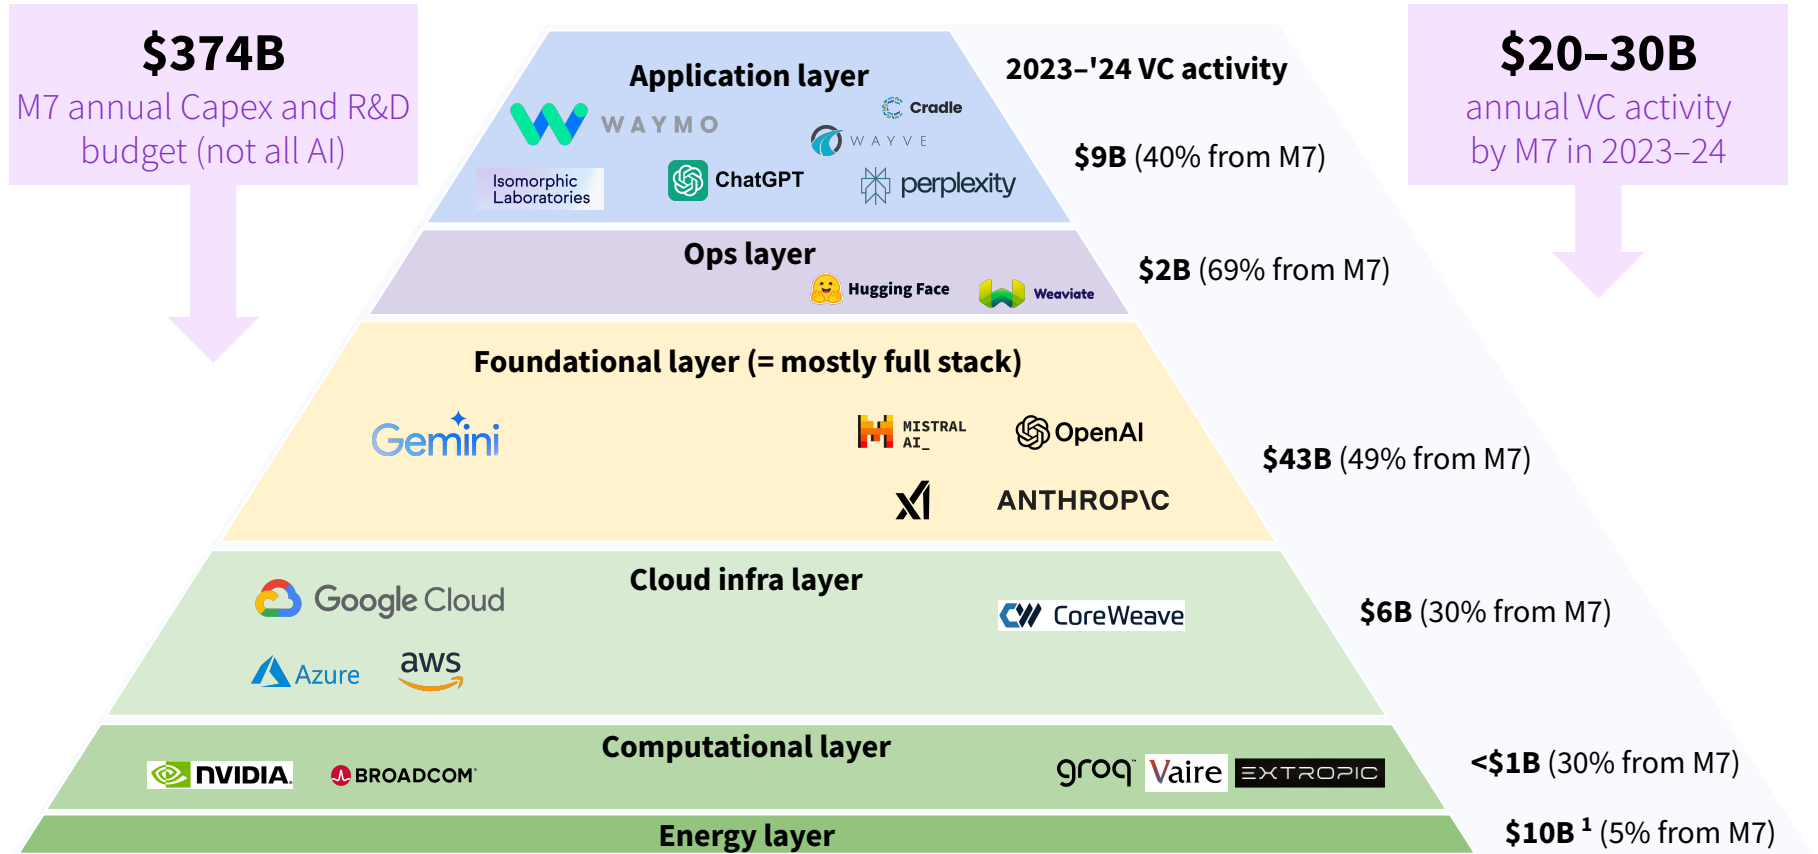 $374B
M7 annual Capex and R&D
budget (not all AI)
$20–30B
annual VC activity
by M7 in 2023–24
2023–'24 VC activity
Application layer
WAYMO
Cradle
WAYVE
Isomorphic
Laboratories
ChatGPT
perplexity
$9B (40% from M7)
Ops layer
Hugging Face
Weaviate
$2B (69% from M7)
Foundational layer (= mostly full stack)
Gemini
MISTRAL
AI_
OpenAI
xI
ANTHROP\C
$43B (49% from M7)
Cloud infra layer
Google Cloud
CoreWeave
Azure
aws
$6B (30% from M7)
Computational layer
NVIDIA.
BROADCOM
groq™
Vaire
EXTROPIC
<$1B (30% from M7)
Energy layer
$10B ¹ (5% from M7)